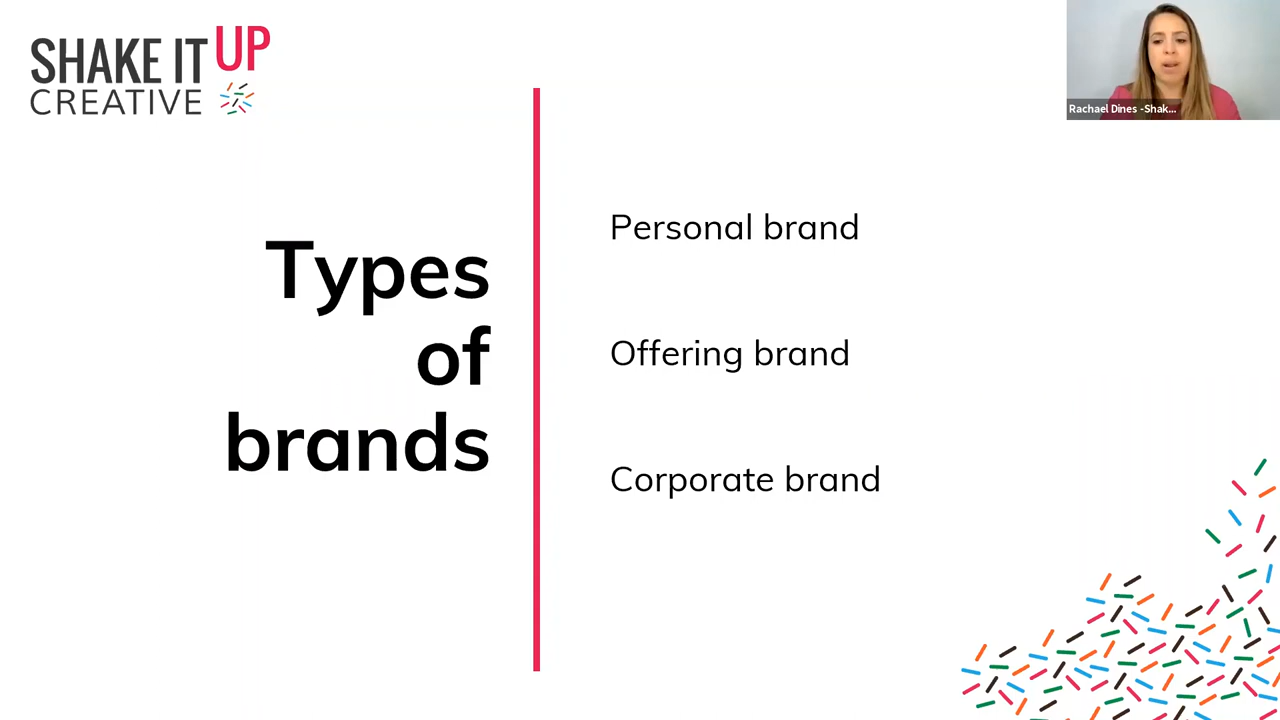 SHAKE IT UP
CREATIVE
Rachael Dines -Shak...
Types
of
brands
Personal brand
Offering brand
Corporate brand